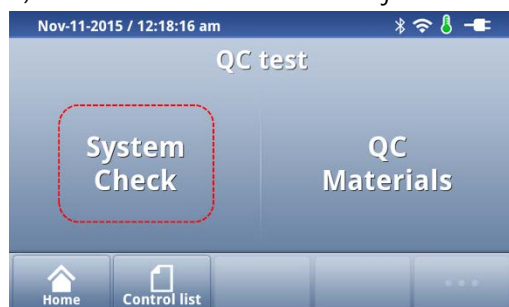 Nov-11-2015 / 12:18:16 am
QC test
System
Check
QC
Materials
Home
Control list